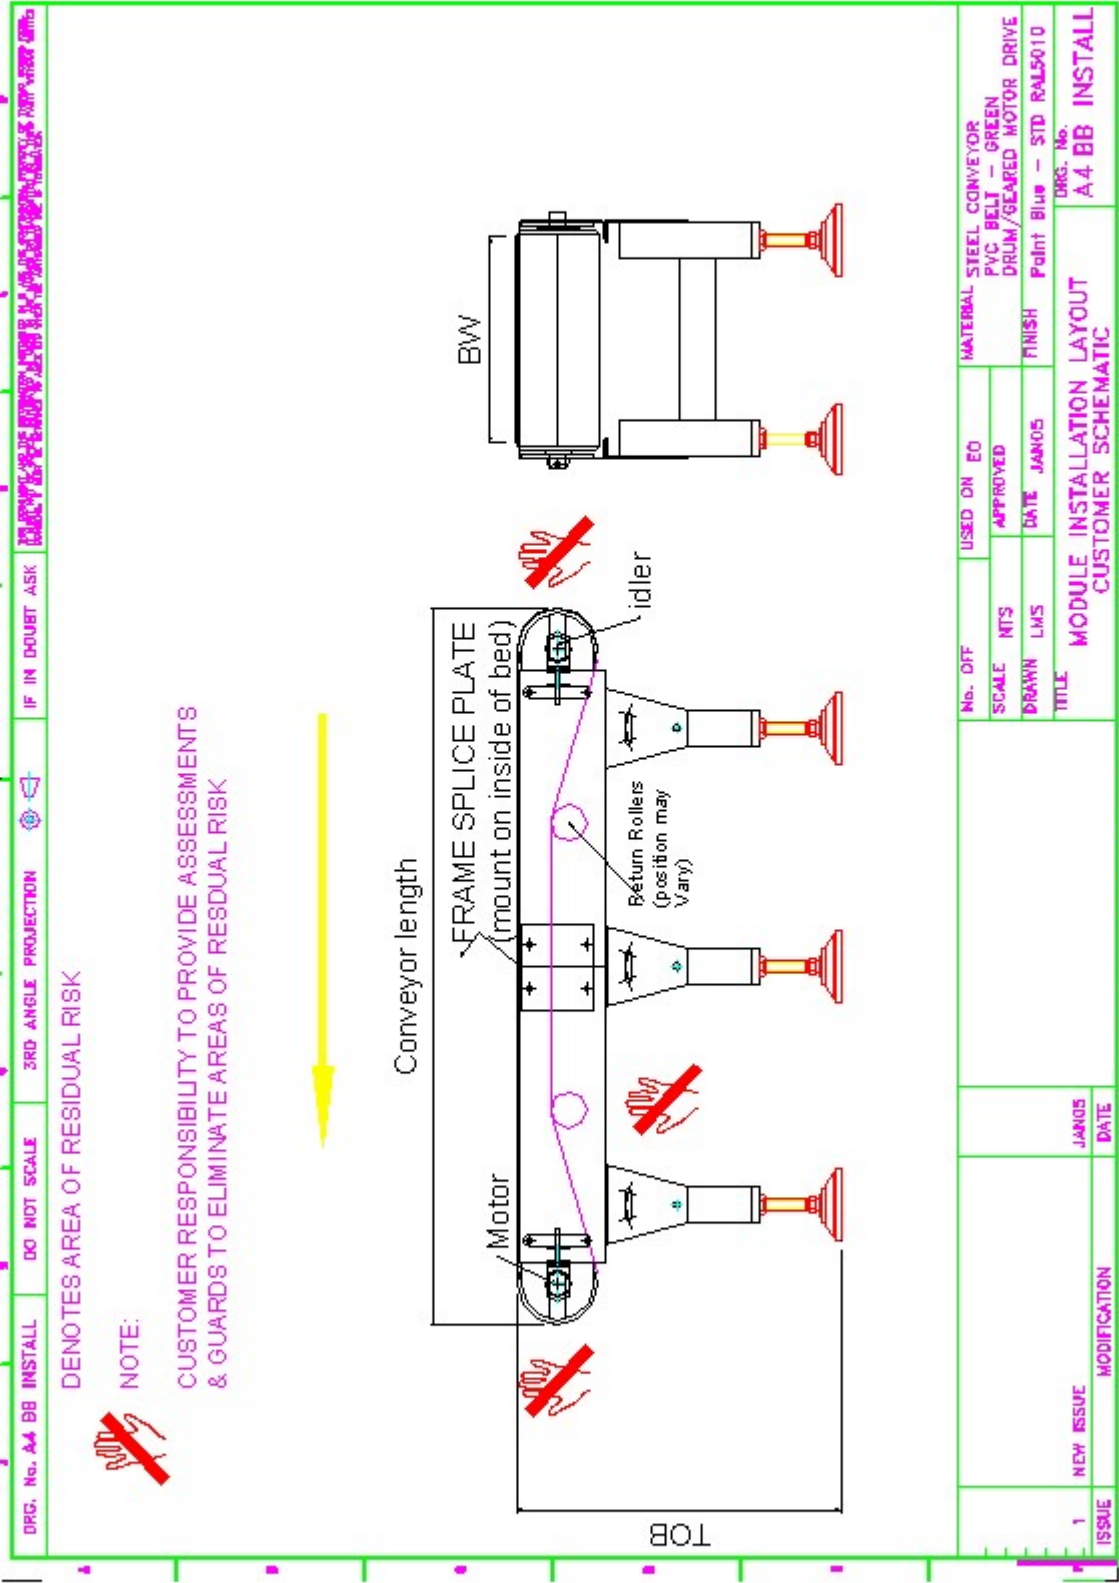 DRG. No. A4 BB INSTALL
DO NOT SCALE
3RD ANGLE PROJECTION
IF IN DOUBT ASK
DENOTES AREA OF RESIDUAL RISK
NOTE:
CUSTOMER RESPONSIBILITY TO PROVIDE ASSESSMENTS
& GUARDS TO ELIMINATE AREAS OF RESDUAL RISK
Conveyor length
FRAME SPLICE PLATE
(mount on inside of bed)
BW
Motor
idler
Return Rollers
(position may
Vary)
TOB
1
NEW ISSUE
JAN05
ISSUE
MODIFICATION
DATE
No. OFF
USED ON EO
MATERIAL STEEL CONVEYOR
PVC BELT - GREEN
DRUM/GEARED MOTOR DRIVE
SCALE NTS
APPROVED
DRAWN LMS
DATE JAN05
FINISH Paint Blue - STD RAL5010
TITLE
MODULE INSTALLATION LAYOUT
CUSTOMER SCHEMATIC
DRG. No.
A4 BB INSTALL